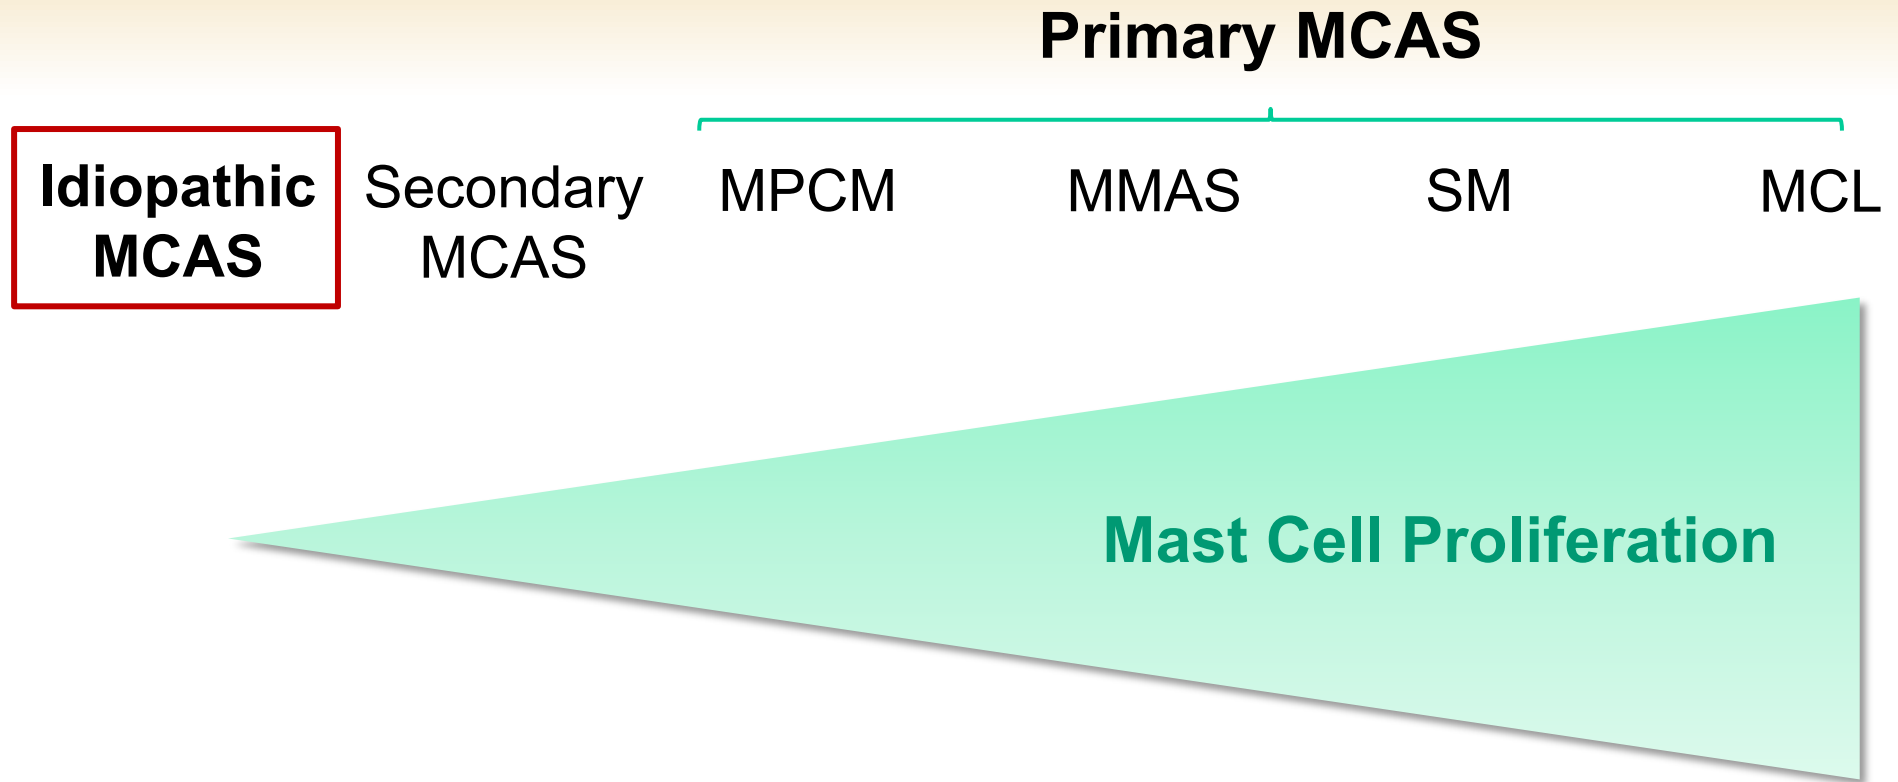 Primary MCAS
Idiopathic
MCAS
Secondary
MCAS
MPCM
MMAS
SM
MCL
Mast Cell Proliferation